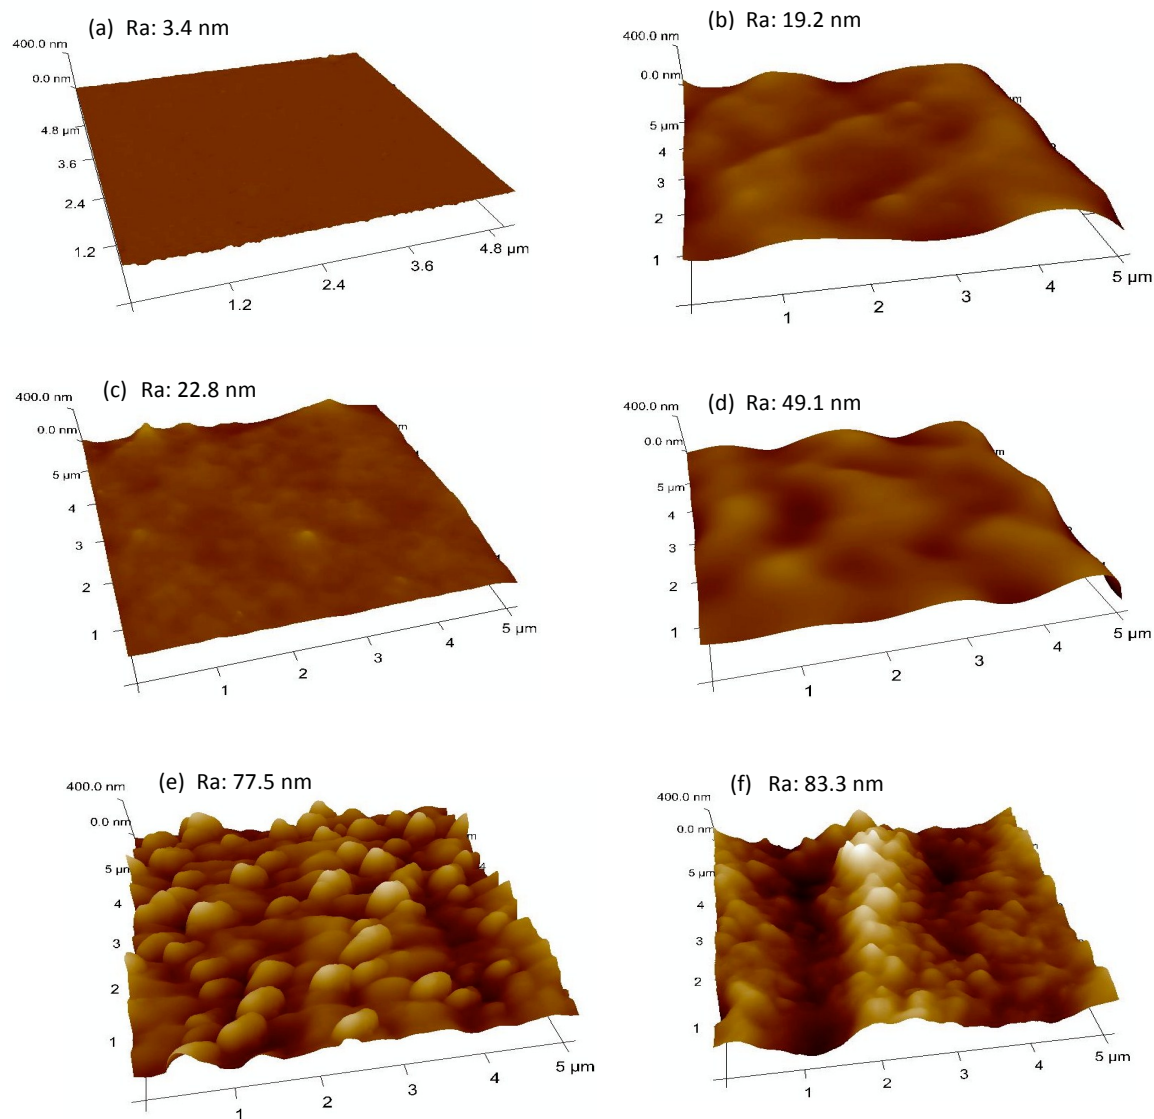 (a) Ra: 3.4 nm
400.0 nm
0.0 nm
4.8 µm
3.6
2.4
1.2
1.2
2.4
3.6
4.8 µm
(b) Ra: 19.2 nm
400.0 nm
0.0 nm
5 µm
4
3
2
1
1
2
3
4
5 µm
(c) Ra: 22.8 nm
400.0 nm
0.0 nm
5 µm
4
3
2
1
1
2
3
4
5 µm
(d) Ra: 49.1 nm
400.0 nm
0.0 nm
5 µm
4
3
2
1
1
2
3
4
5 µm
(e) Ra: 77.5 nm
400.0 nm
0.0 nm
5 µm
4
3
2
1
1
2
3
4
5 µm
(f) Ra: 83.3 nm
400.0 nm
0.0 nm
5 µm
4
3
2
1
1
2
3
4
5 µm